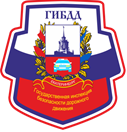 ГИБДД
Государственная инспекция
безопасности дорожного
движения